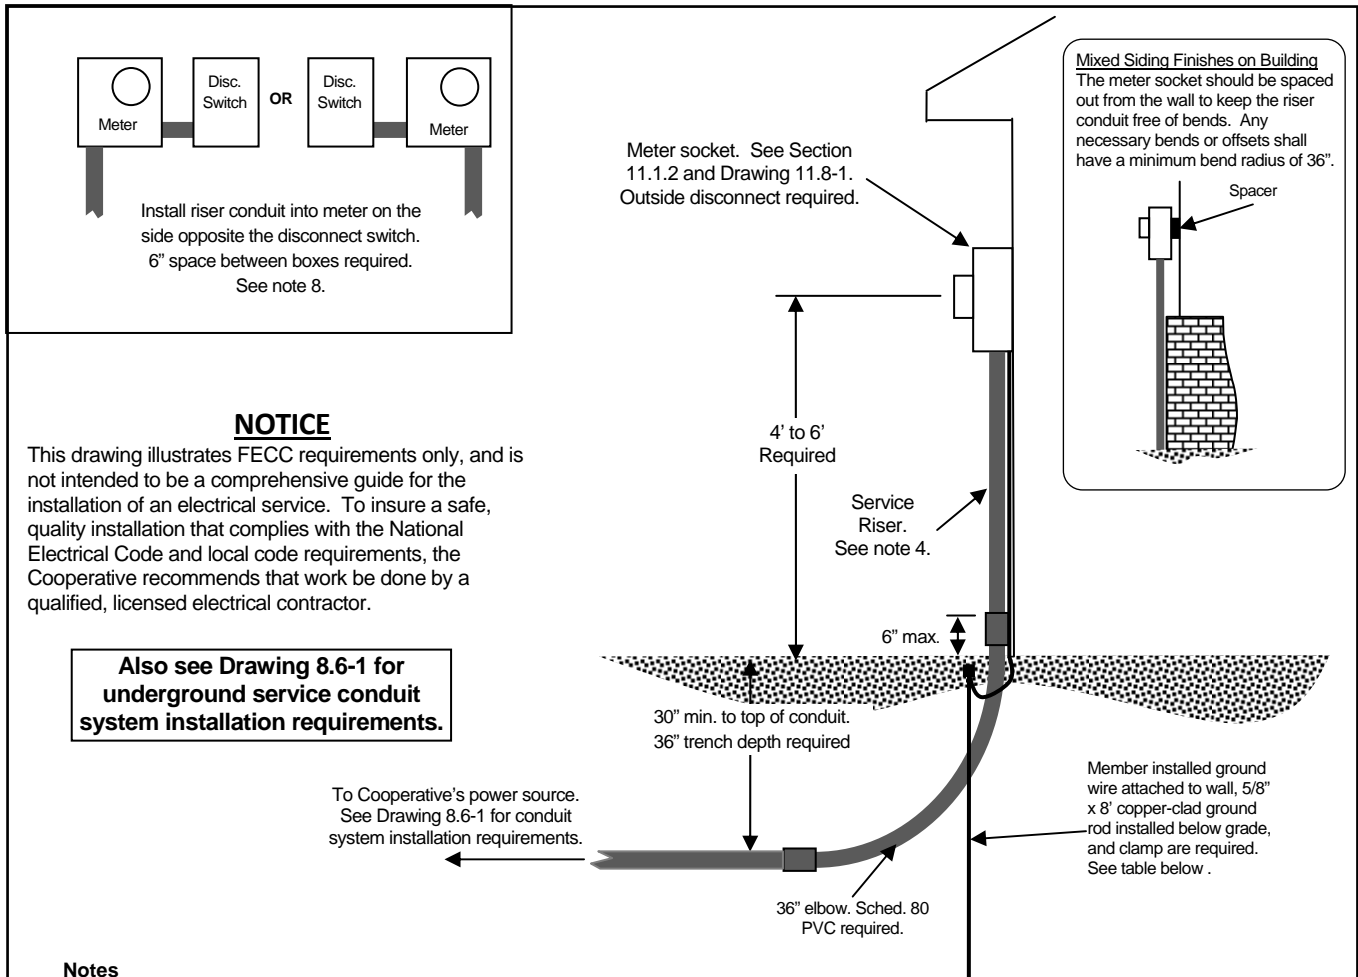 Disc.
Switch
Meter
OR
Disc.
Switch
Meter
Install riser conduit into meter on the
side opposite the disconnect switch.
6” space between boxes required.
See note 8.
Meter socket.  See Section
11.1.2 and Drawing 11.8-1.
Outside disconnect required.
Mixed Siding Finishes on Building
The meter socket should be spaced
out from the wall to keep the riser
conduit free of bends.  Any
necessary bends or offsets shall
have a minimum bend radius of 36”.
Spacer
NOTICE
This drawing illustrates FECC requirements only, and is
not intended to be a comprehensive guide for the
installation of an electrical service.  To insure a safe,
quality installation that complies with the National
Electrical Code and local code requirements, the
Cooperative recommends that work be done by a
qualified, licensed electrical contractor.
4’ to 6’
Required
Service
Riser.
See note 4.
6” max.
Also see Drawing 8.6-1 for
underground service conduit
system installation requirements.
30” min. to top of conduit.
36” trench depth required
To Cooperative’s power source.
See Drawing 8.6-1 for conduit
system installation requirements.
Member installed ground
wire attached to wall, 5/8”
x 8’ copper-clad ground
rod installed below grade,
and clamp are required.
See table below .
36” elbow. Sched. 80
PVC required.
Notes